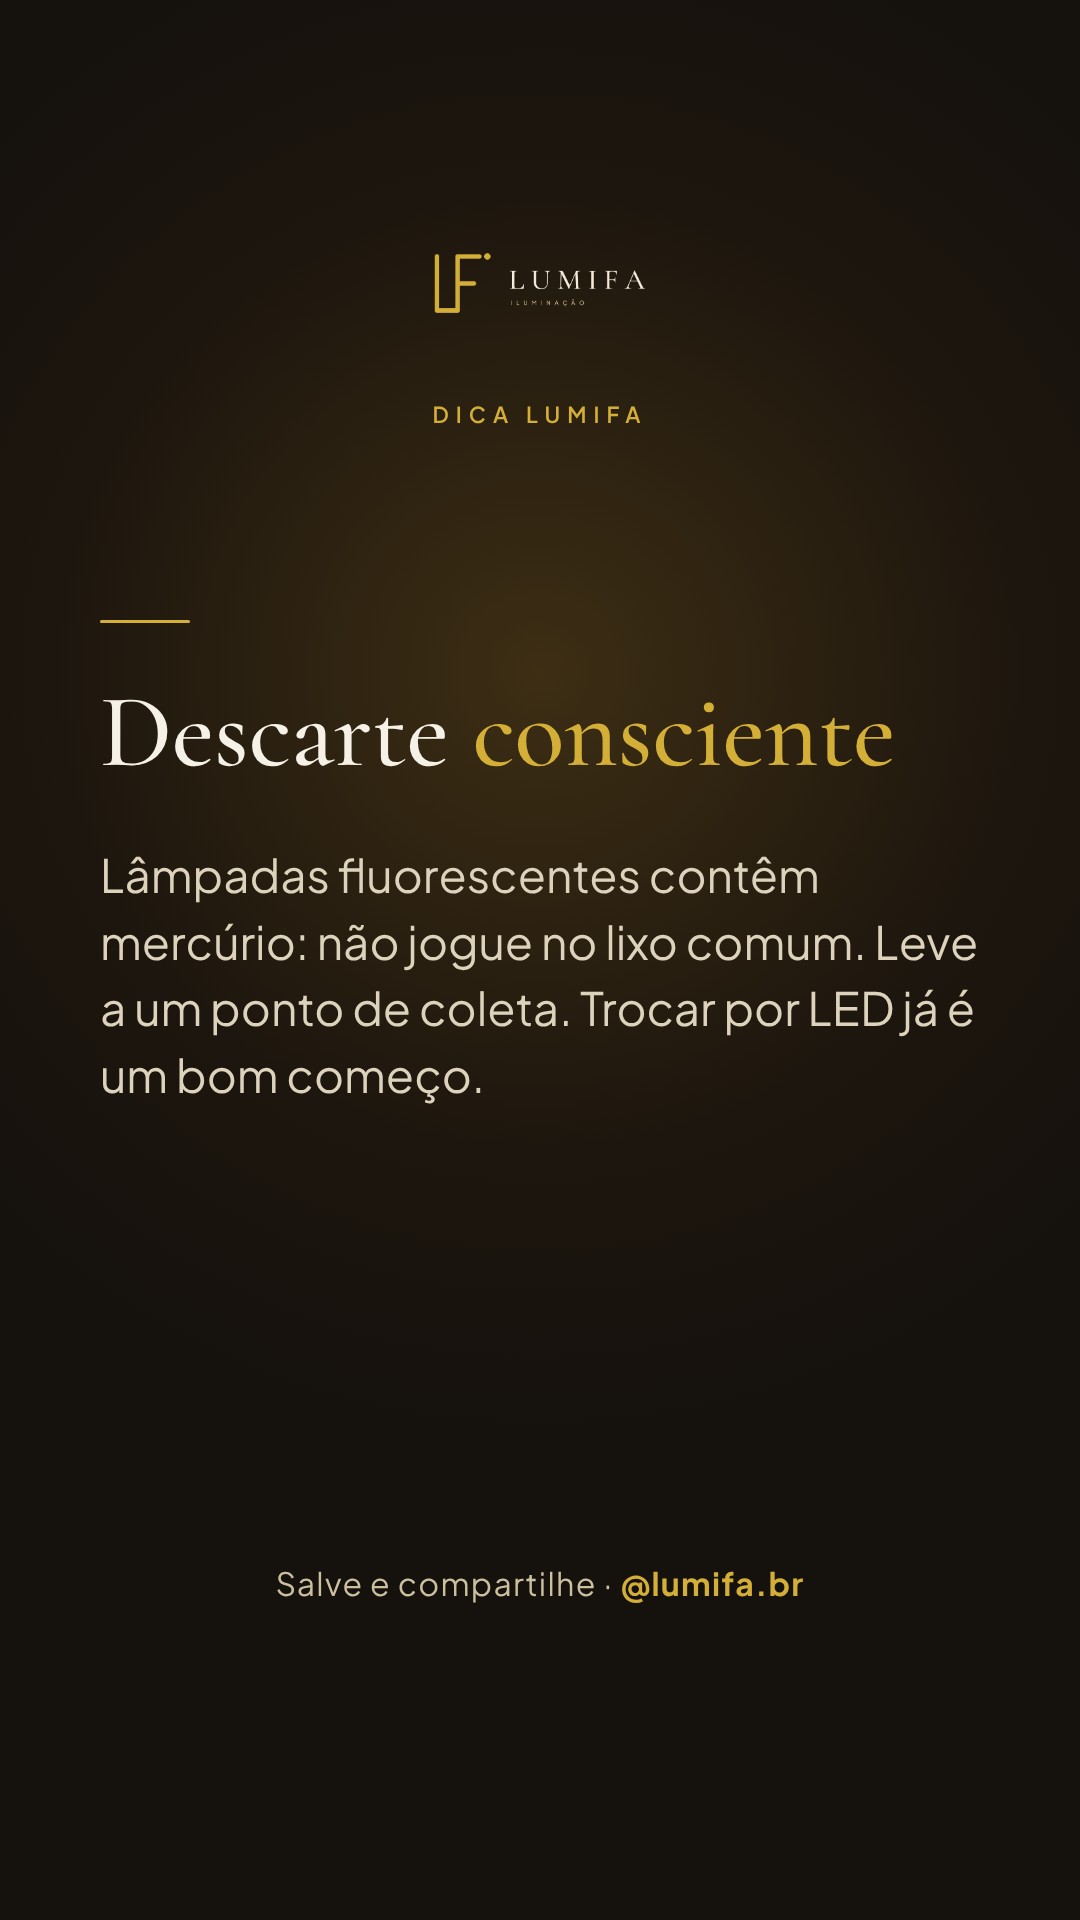 LF
LUMIFA
ILUMINAÇÃO
DICA LUMIFA
Descarte consciente
Lâmpadas fluorescentes contêm
mercúrio: não jogue no lixo comum. Leve
a um ponto de coleta. Trocar por LED já é
um bom começo.
Salve e compartilhe · @lumifa.br